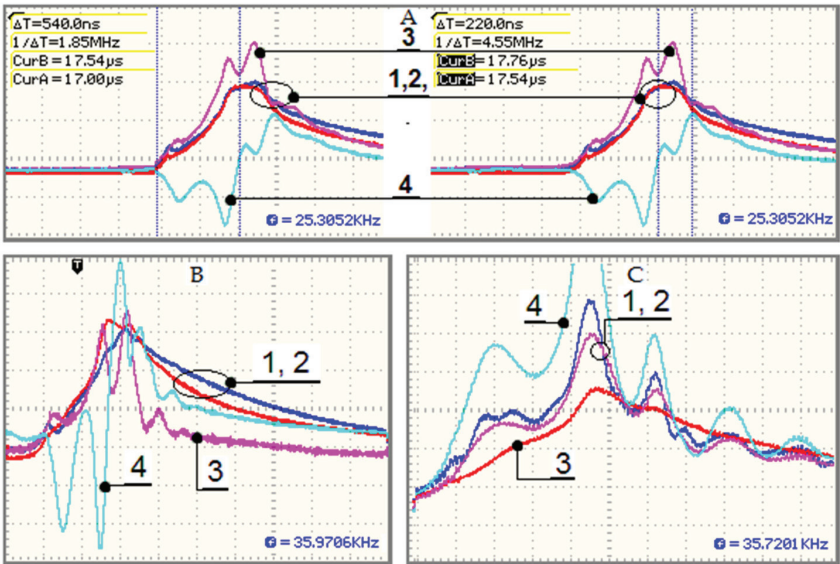 ΔT=540.0ns
1/ΔT=1.85MHz
CurB=17.54µs
CurA=17.00µs
A
3
1,2,
4
ΔT=220.0ns
1/ΔT=4.55MHz
CurB=17.76µs
CurA=17.54µs
f = 25.3052KHz
f = 25.3052KHz
T
B
1, 2
4
3
f = 35.9706KHz
C
4
1, 2
3
f = 35.7201KHz